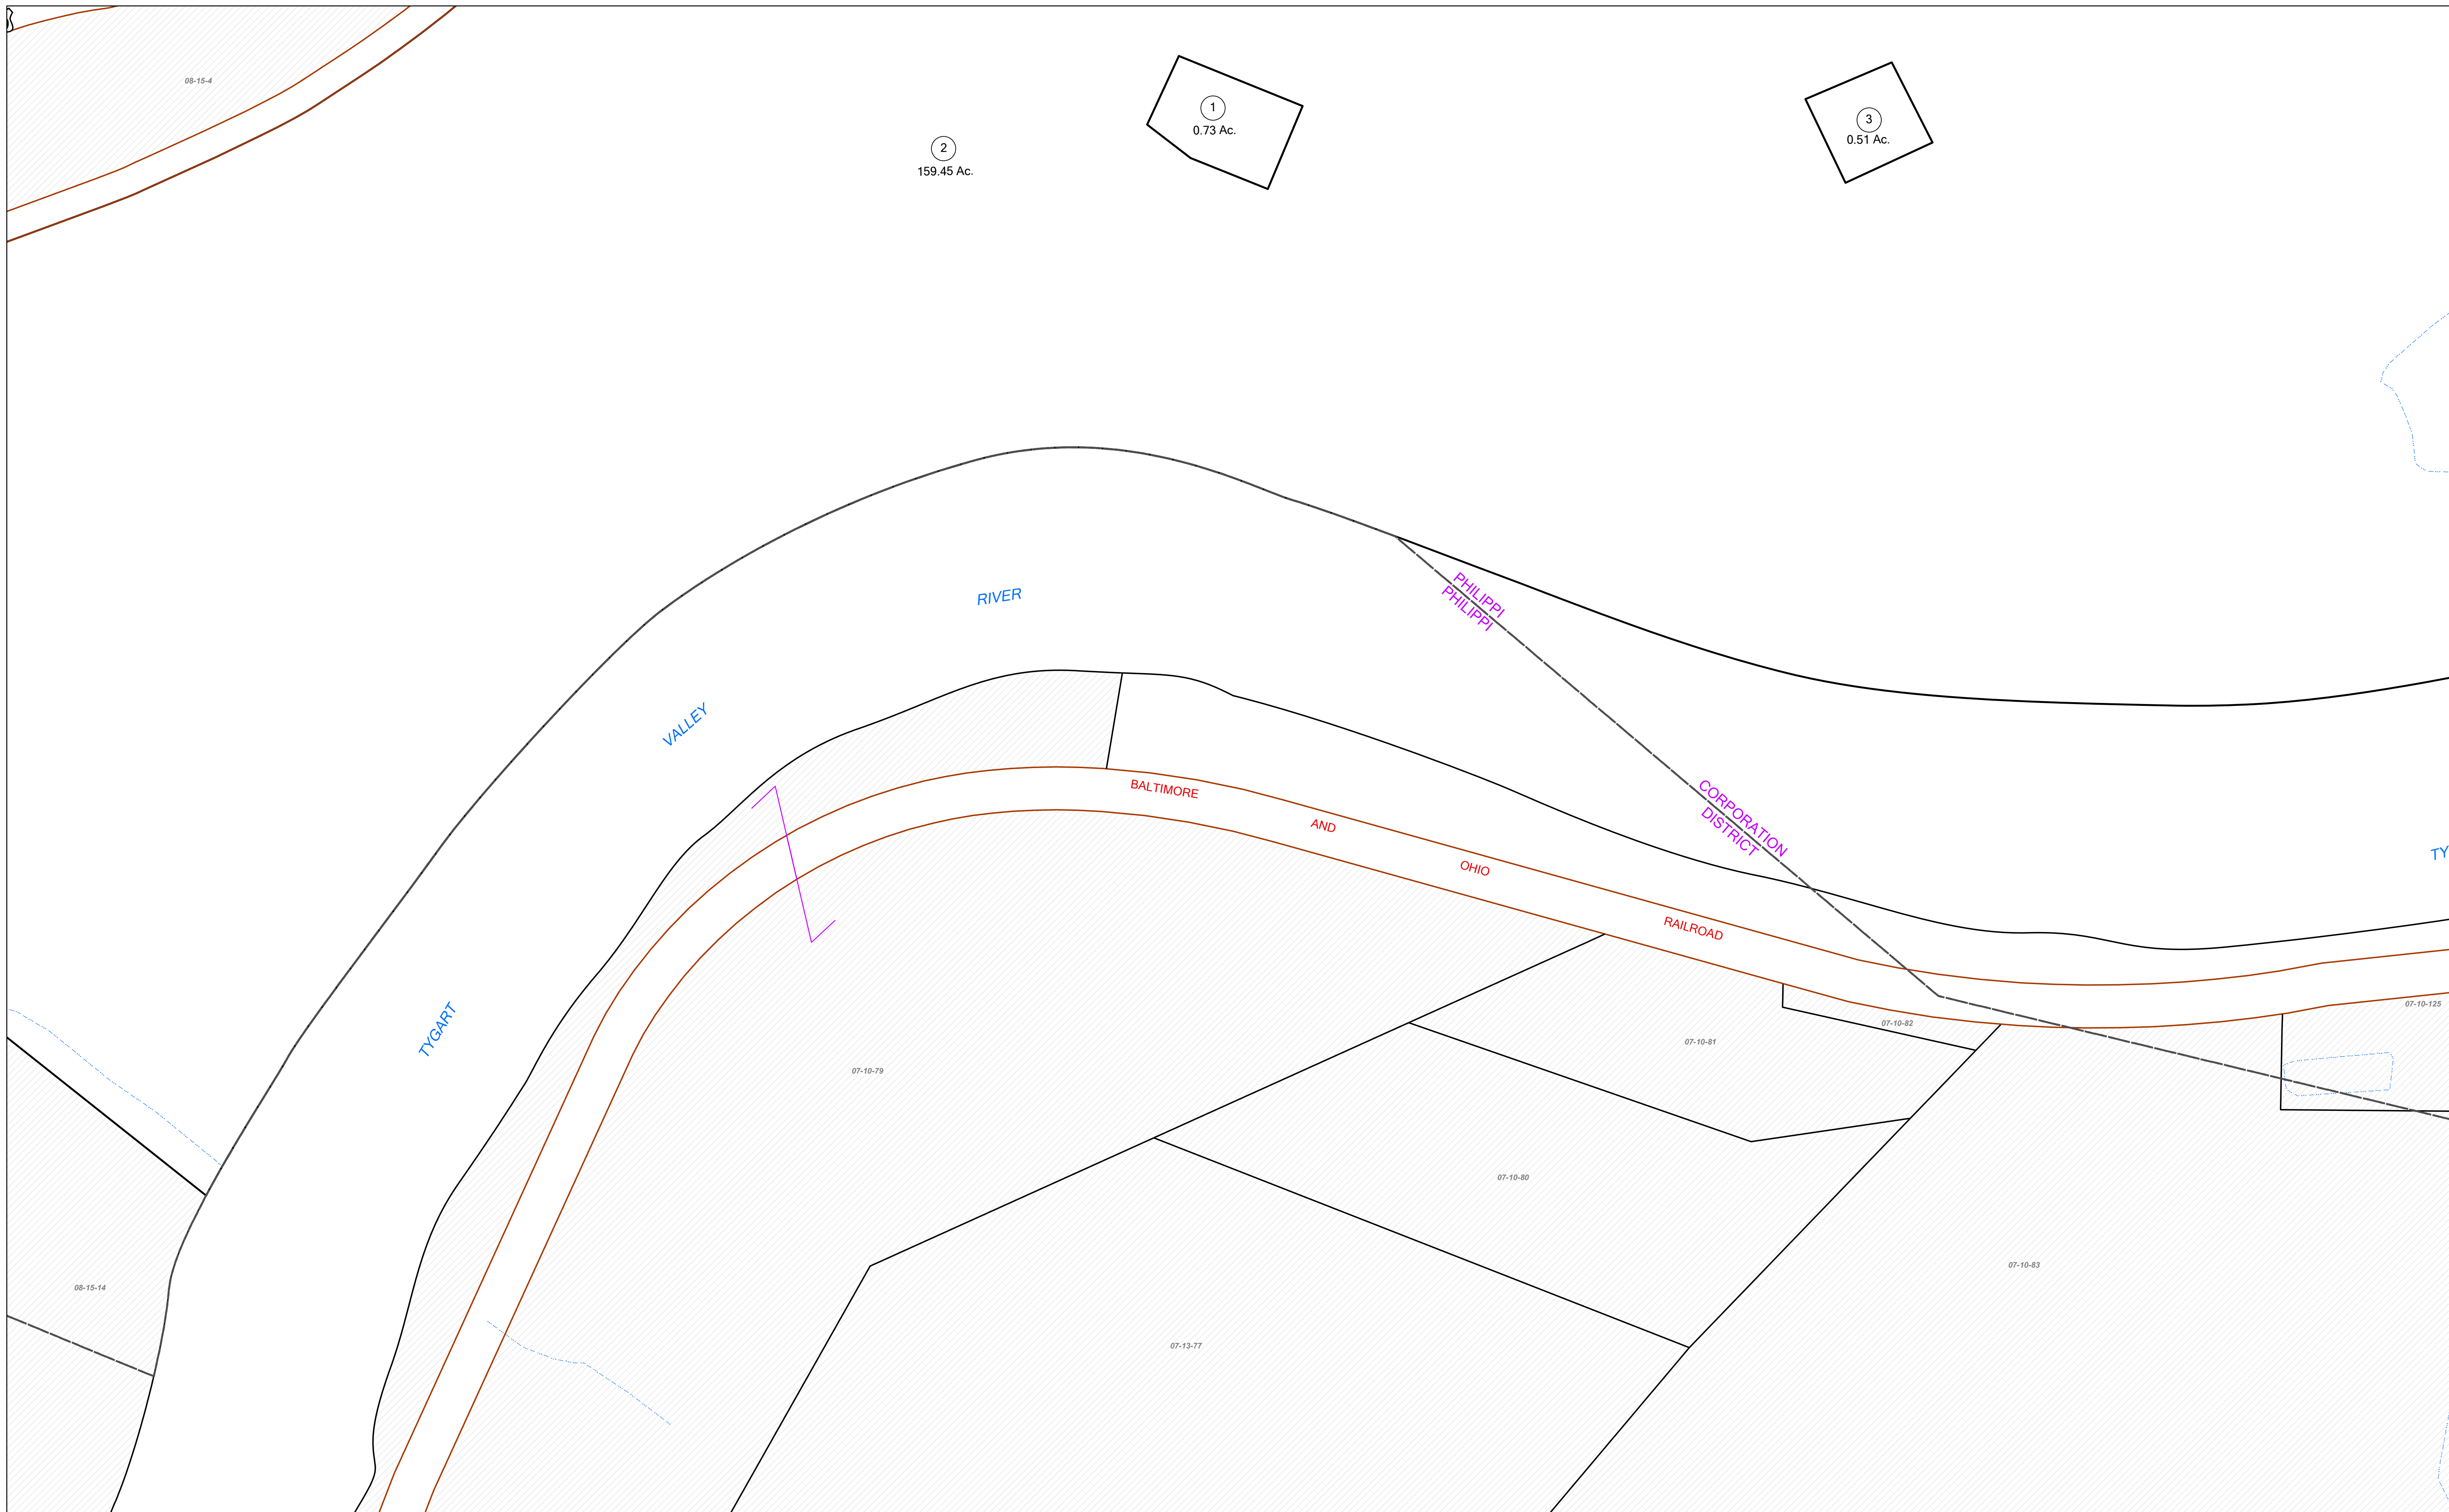 08-15-4
1
0.73 Ac.
3
0.51 Ac.
2
159.45 Ac.
RIVER
PHILIPPI
PHILIPPI
VALLEY
BALTIMORE
AND
OHIO
RAILROAD
CORPORATION
DISTRICT
TY
TYGART
07-10-125
07-10-82
07-10-81
07-10-79
07-10-80
07-10-83
08-15-14
07-13-77